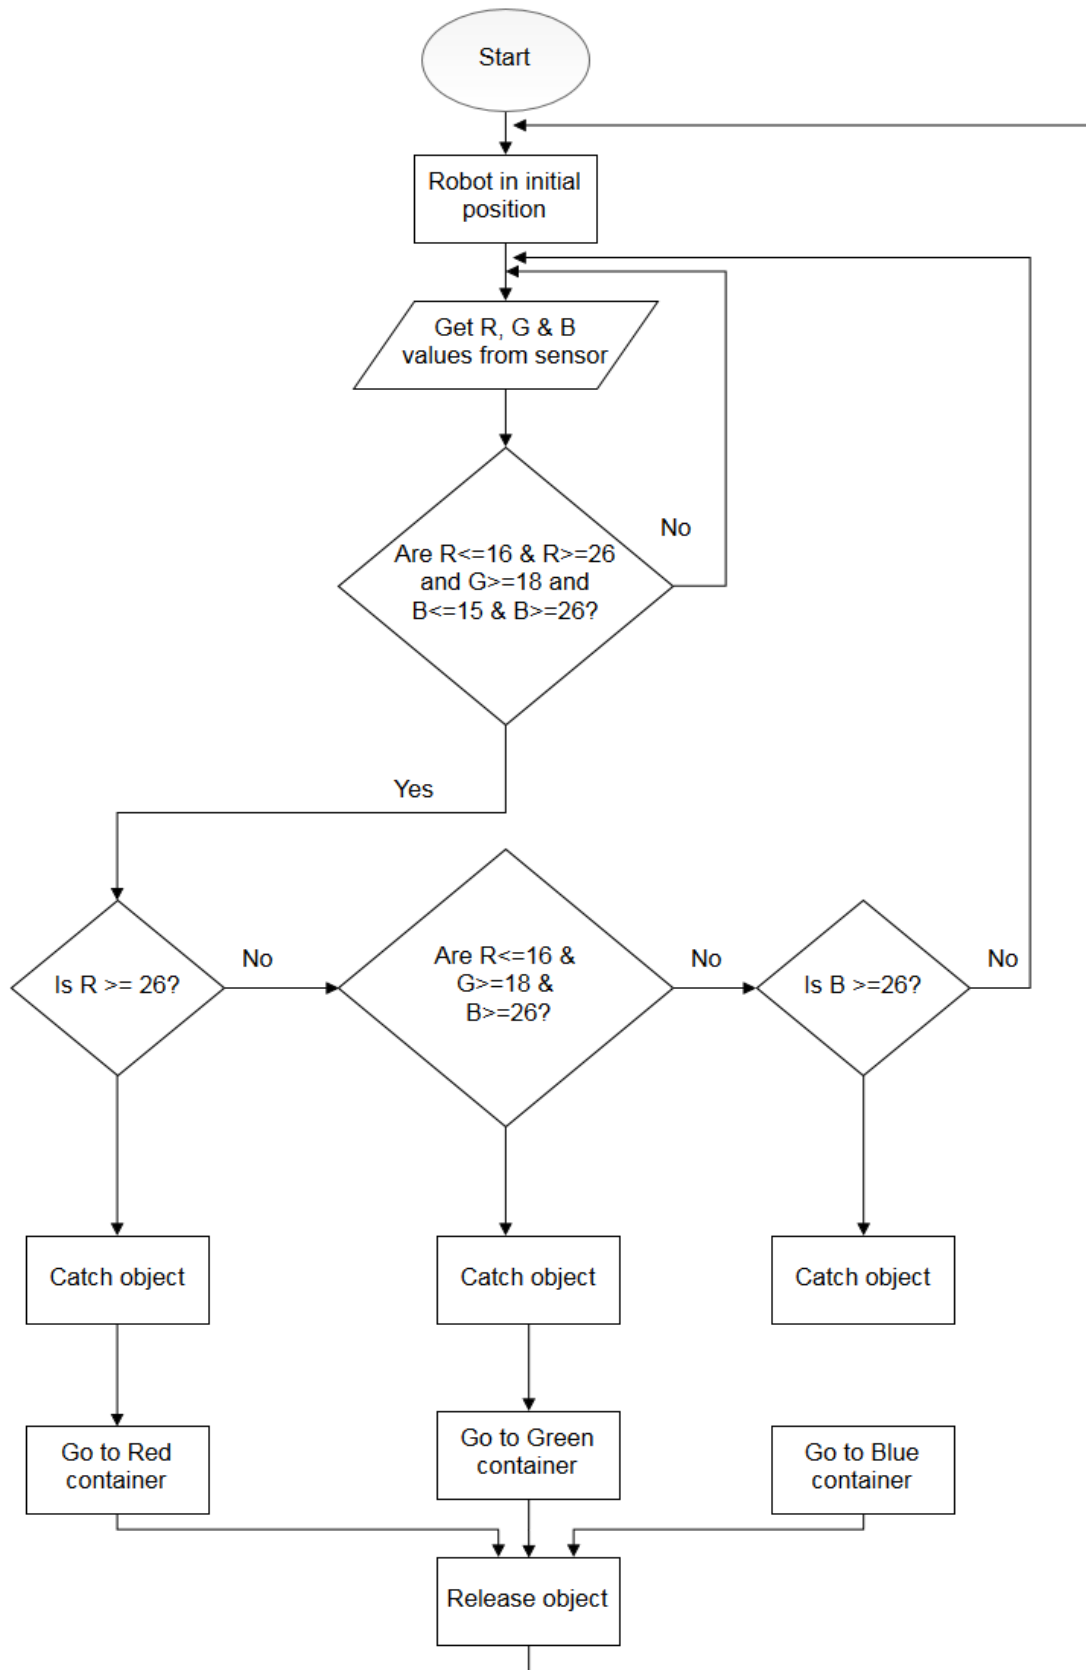 Start
Robot in initial
position
Get R, G & B
values from sensor
Are R<=16 & R>=26
and G>=18 and
B<=15 & B>=26?
No
Yes
Is R >= 26?
No
Are R<=16 &
G>=18 &
B>=26?
No
Is B >=26?
No
Catch object
Catch object
Catch object
Go to Red
container
Go to Green
container
Go to Blue
container
Release object